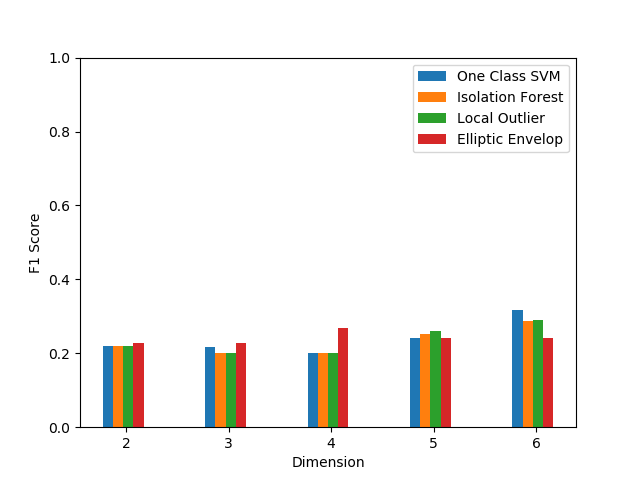 1.0
0.8
0.6
0.4
0.2
0.0
F1 Score
One Class SVM
Isolation Forest
Local Outlier
Elliptic Envelop
2 3 4 5 6
Dimension